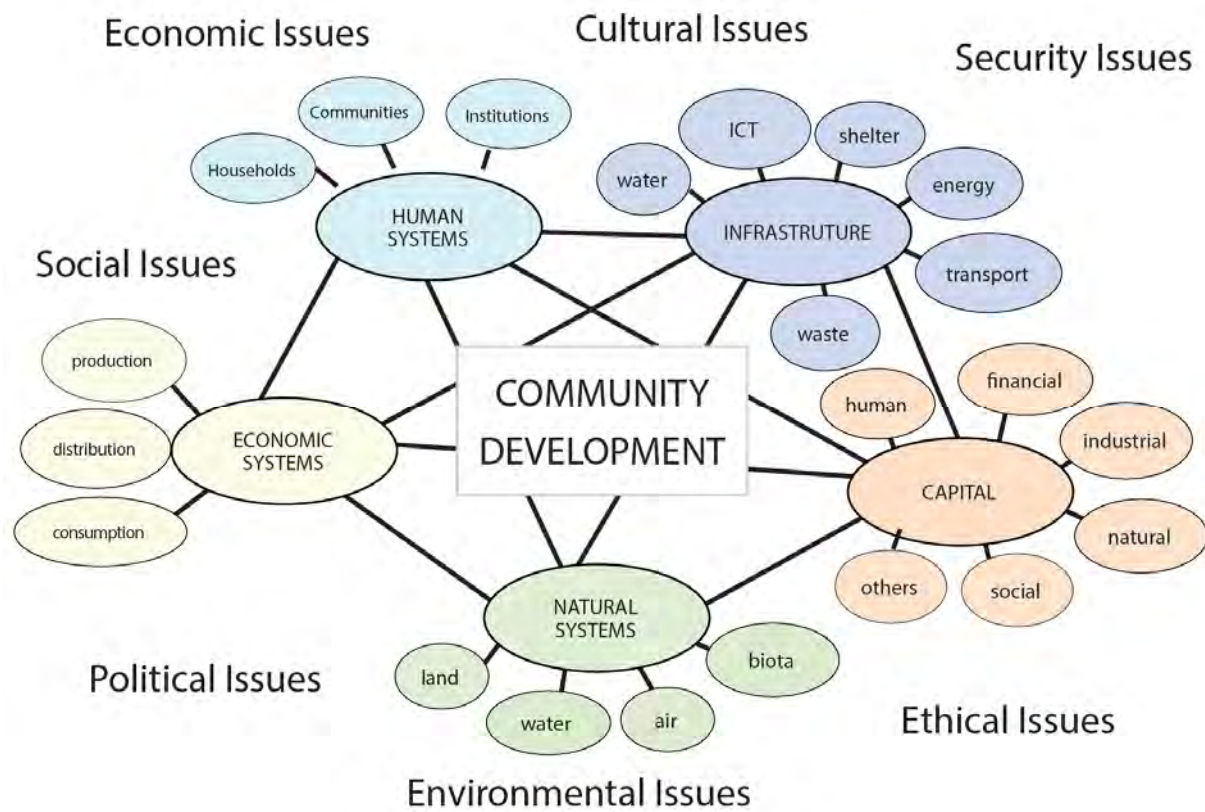 Economic Issues
Cultural Issues
Security Issues
Communities
Institutions
Households
HUMAN
SYSTEMS
ICT
shelter
water
energy
INFRASTRUTURE
transport
waste
Social Issues
production
distribution
consumption
ECONOMIC
SYSTEMS
COMMUNITY
DEVELOPMENT
human
financial
industrial
CAPITAL
natural
others
social
NATURAL
SYSTEMS
land
water
air
biota
Political Issues
Ethical Issues
Environmental Issues